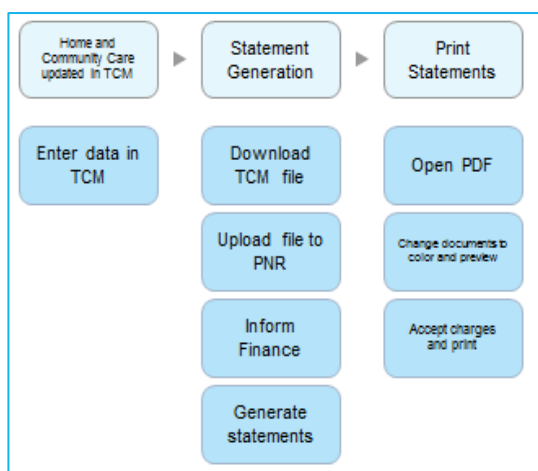 Home and
Community Care
updated in TCM
Statement
Generation
Print
Statements
Enter data in
TCM
Download
TCM file
Upload file to
PNR
Inform
Finance
Generate
statements
Open PDF
Change documents to
color and preview
Accept charges
and print